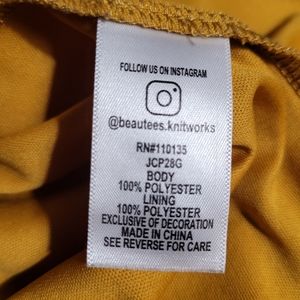 FOLLOW US ON INSTAGRAM
@beautees.knitworks
RN#110135
JCP28G
BODY
100% POLYESTER
LINING
100% POLYESTER
EXCLUSIVE OF DECORATION
MADE IN CHINA
SEE REVERSE FOR CARE